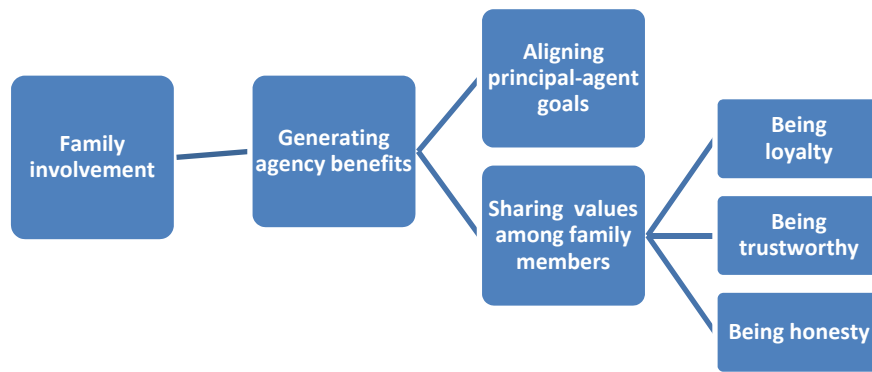 Family
involvement
Generating
agency benefits
Aligning
principal-agent
goals
Sharing values
among family
members
Being
loyalty
Being
trustworthy
Being honesty